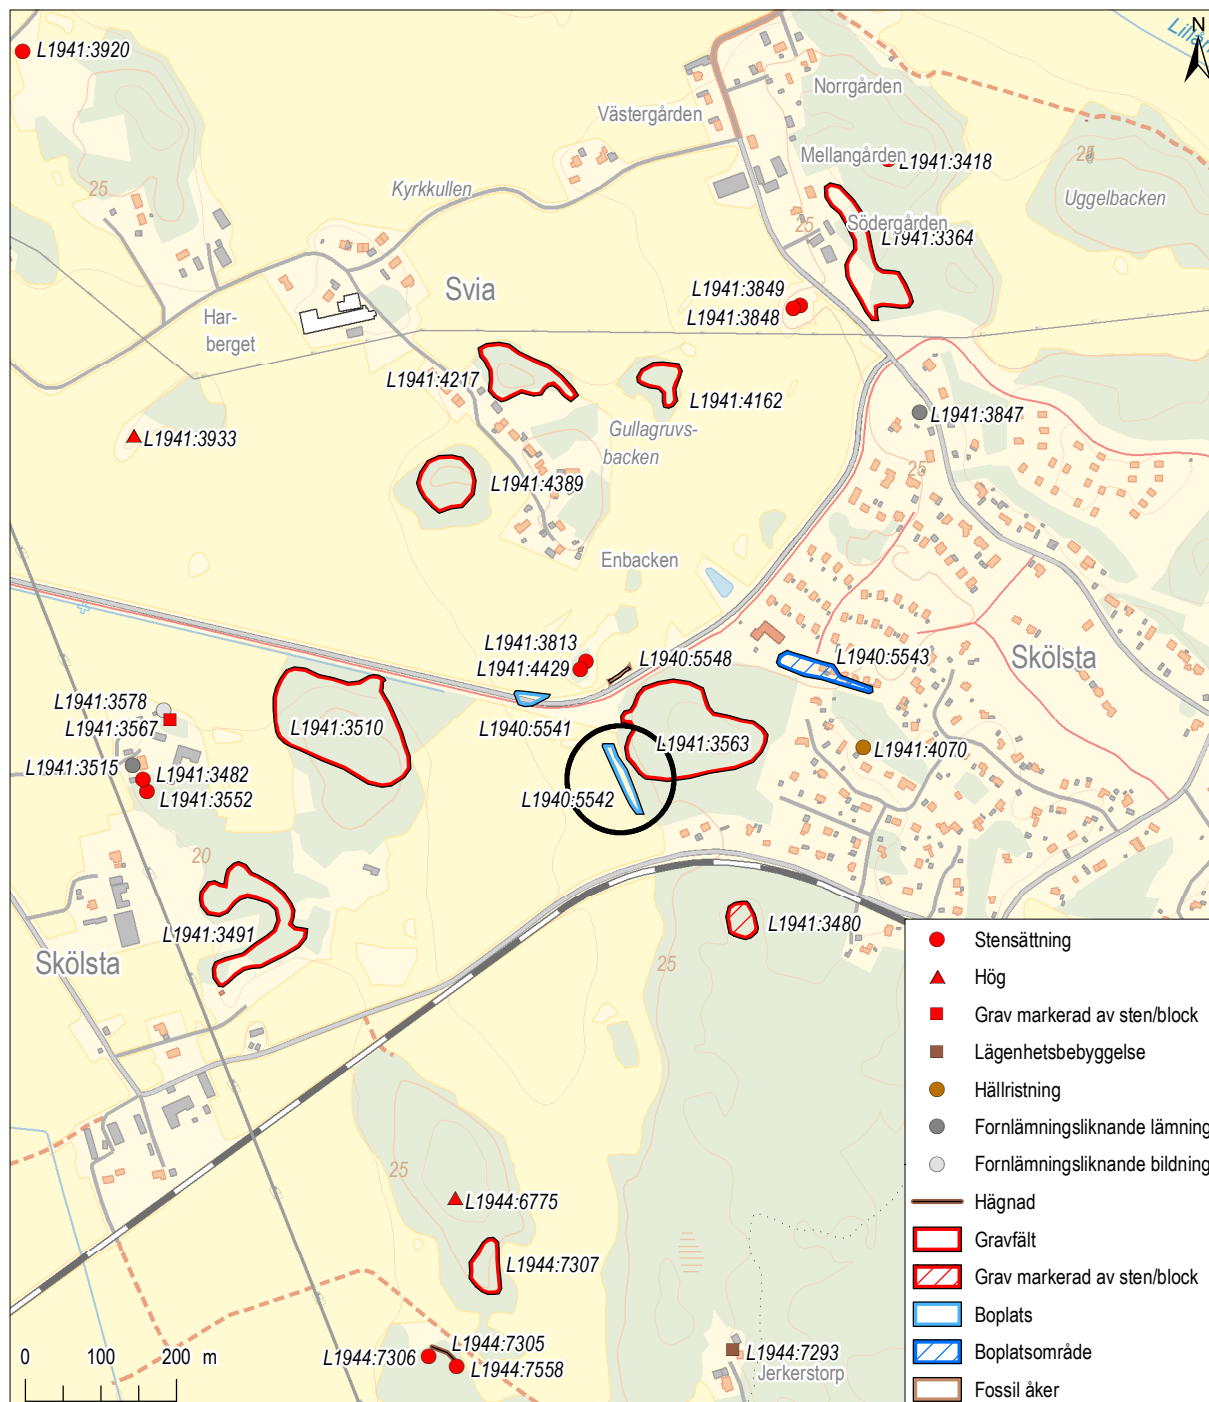 L1941:3920
N
Norrgården
Västergården
Mellangården
L1941:3418
25
25
Kyrkkullen
Uggelbacken
Södergården
25
L1941:3364
Svia
L1941:3849
L1941:3848
Har-
berget
L1941:4217
L1941:4162
L1941:3847
Gullagruvs-
backen
L1941:3933
25
L1941:4389
Enbacken
L1941:3813
L1941:4429
L1940:5548
L1940:5543
Skölsta
L1941:3578
L1941:3567
L1941:3510
L1940:5541
L1941:3563
L1941:4070
L1941:3515
L1941:3482
L1941:3552
L1940:5542
20
L1941:3491
L1941:3480
Skölsta
25
25
L1944:6775
L1944:7307
L1944:7305
L1944:7306
L1944:7558
L1944:7293
Jerkerstorp
0 100 200 m
Stensättning
Hög
Grav markerad av sten/block
Lägenhetsbebyggelse
Hällristning
Fornlämningsliknande lämning
Fornlämningsliknande bildning
Hägnad
Gravfält
Grav markerad av sten/block
Boplats
Boplatsområde
Fossil åker